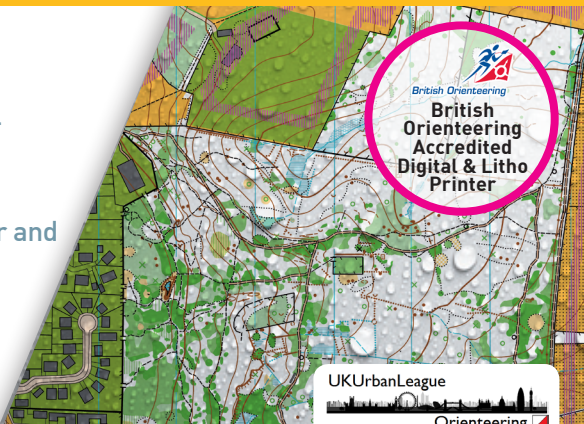 British Orienteering
British
Orienteering
Accredited
Digital & Litho
Printer
r and
UKUrbanLeague
Orienteering